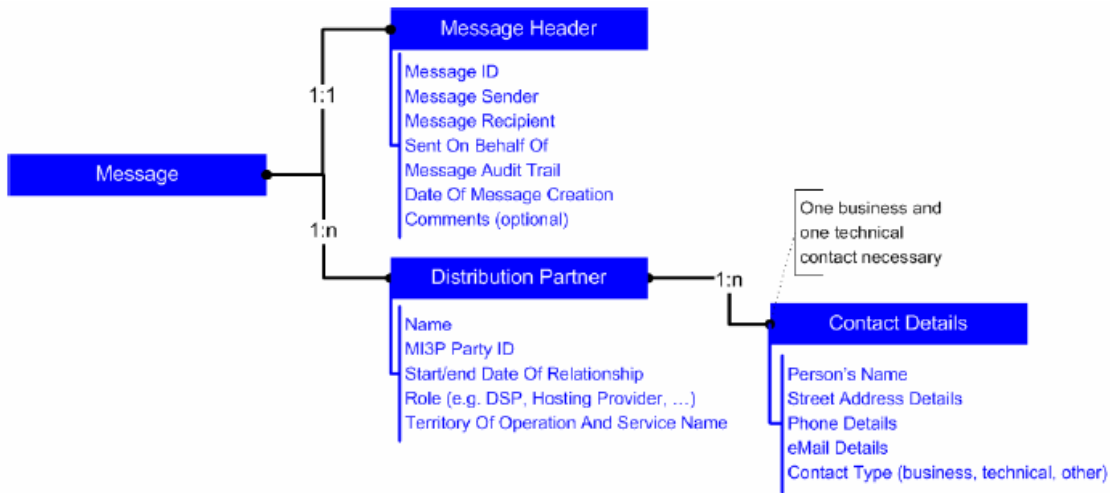 Message Header
Message ID
Message Sender
Message Recipient
Sent On Behalf Of
Message Audit Trail
Date Of Message Creation
Comments (optional)
1:1
Message
1:n
Distribution Partner
Name
MI3P Party ID
Start/end Date Of Relationship
Role (e.g. DSP, Hosting Provider, …)
Territory Of Operation And Service Name
1:n
One business and
one technical
contact necessary
Contact Details
Person's Name
Street Address Details
Phone Details
eMail Details
Contact Type (business, technical, other)